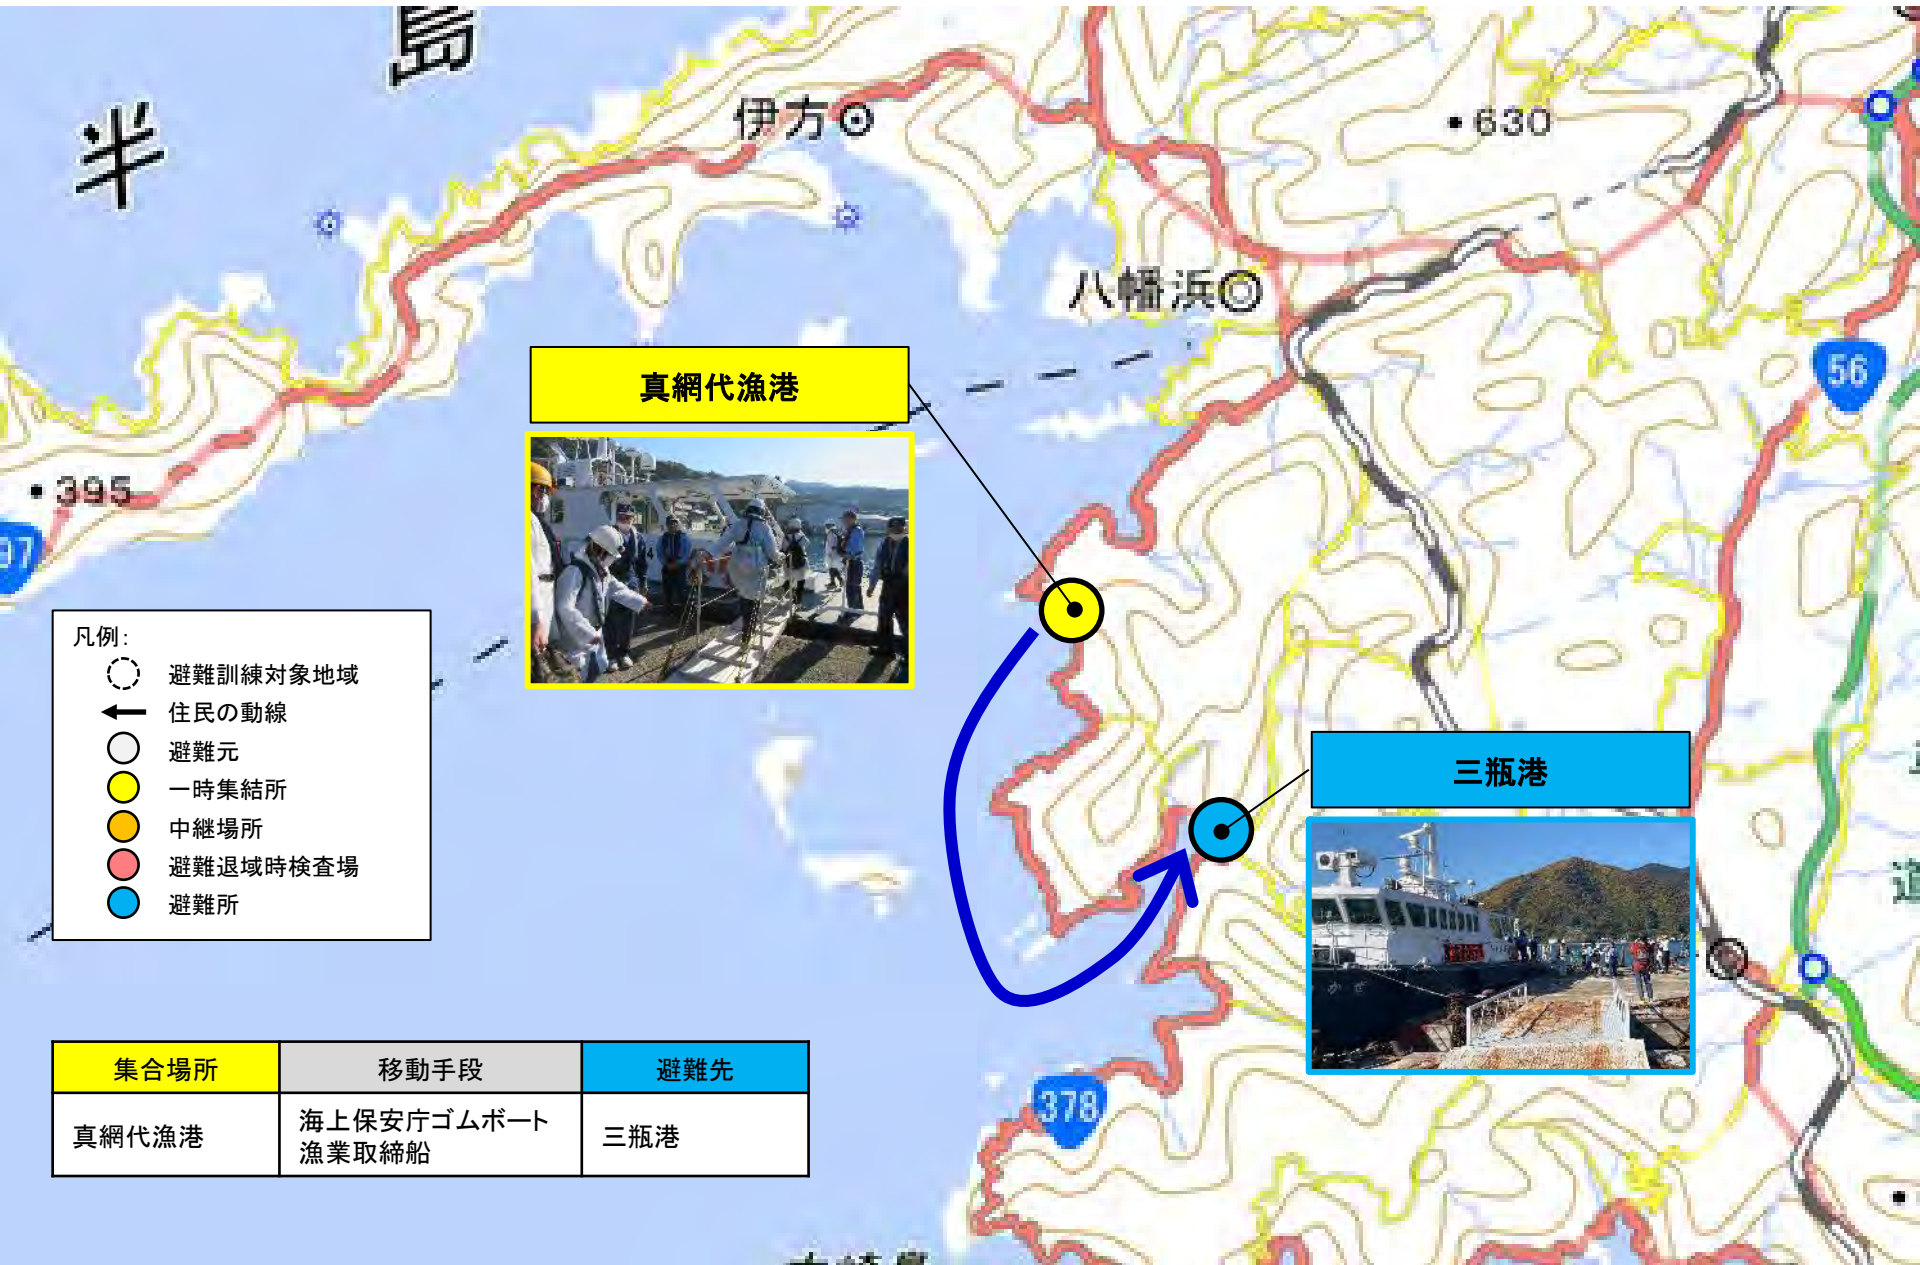 島
半
伊方
630
八幡浜
真網代漁港
56
395
凡例:
避難訓練対象地域
住民の動線
避難元
一時集結所
中継場所
避難退域時検査場
避難所
三瓶港
道
集合場所 移動手段 避難先
真網代漁港 海上保安庁ゴムボート 三瓶港
漁業取締船
378